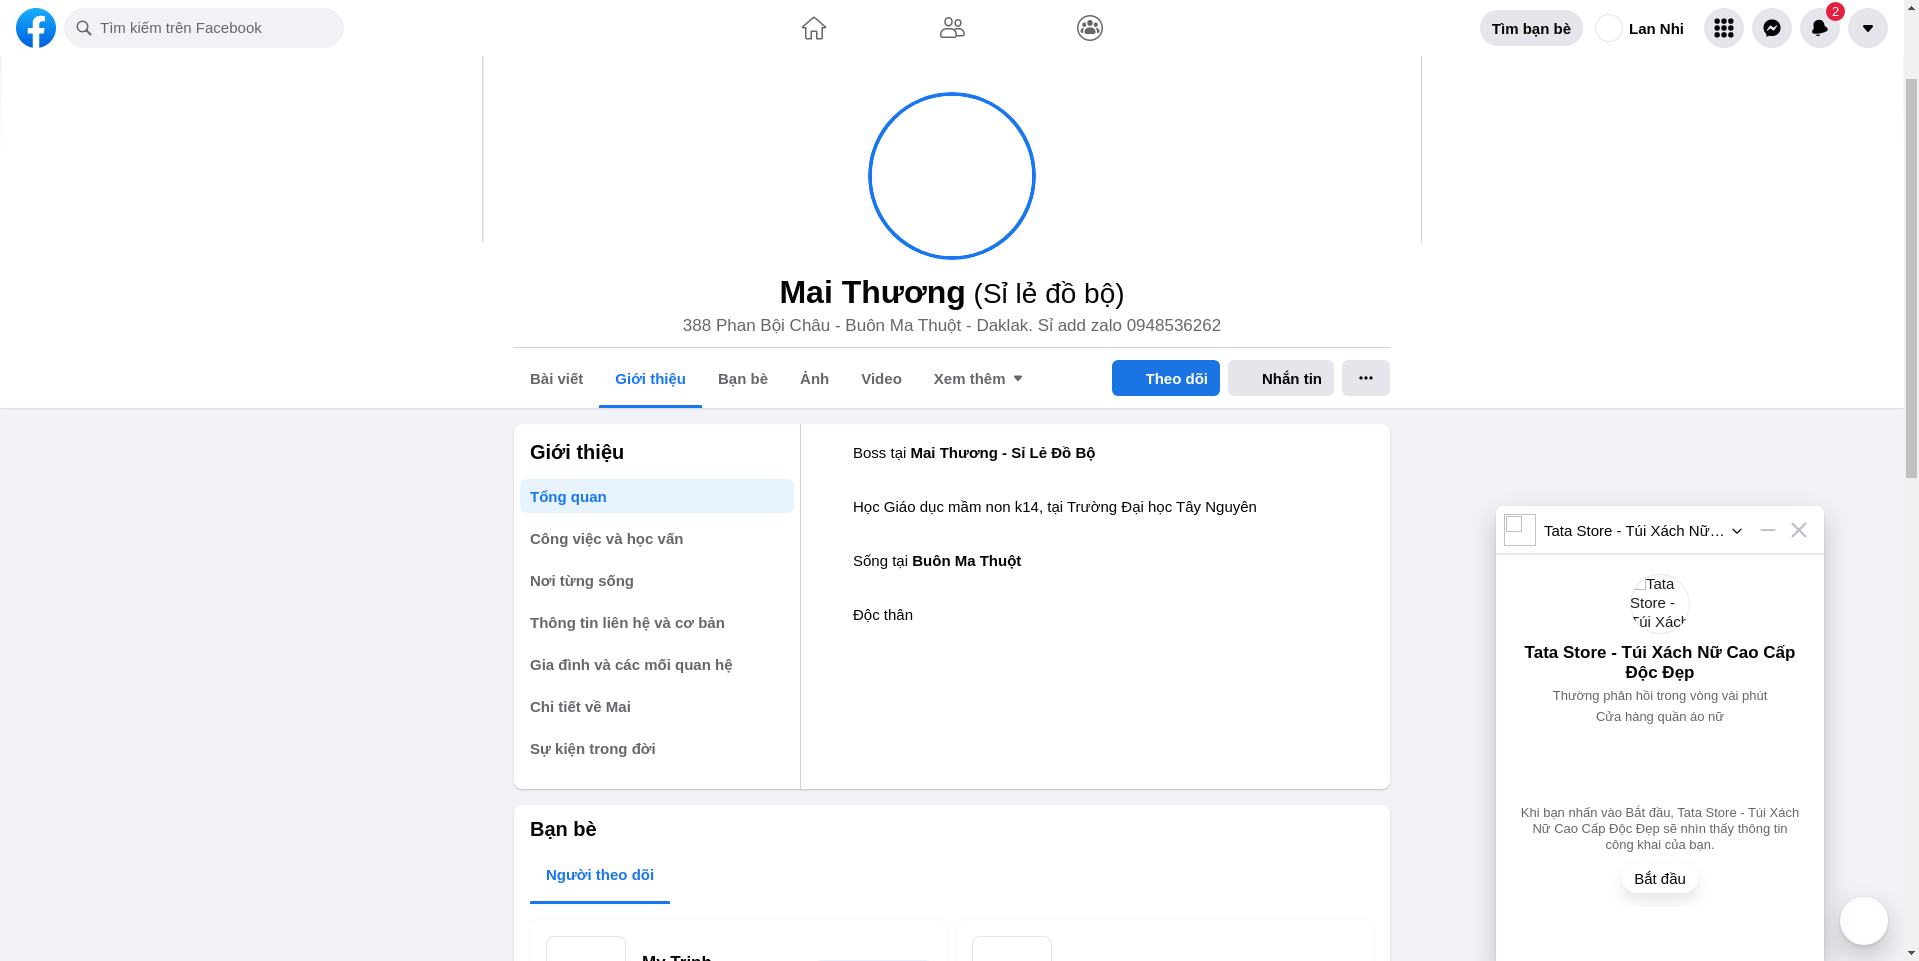 Tìm kiếm trên Facebook
Tìm bạn bè
Lan Nhi
2
Mai Thương (Sỉ lẻ đồ bộ)
388 Phan Bội Châu - Buôn Ma Thuột - Daklak. Sỉ add zalo 0948536262
Bài viết
Giới thiệu
Bạn bè
Ảnh
Video
Xem thêm
Theo dõi
Nhắn tin
Giới thiệu
Tổng quan
Công việc và học vấn
Nơi từng sống
Thông tin liên hệ và cơ bản
Gia đình và các mối quan hệ
Chi tiết về Mai
Sự kiện trong đời
Boss tại Mai Thương - Sỉ Lẻ Đồ Bộ
Học Giáo dục mầm non k14, tại Trường Đại học Tây Nguyên
Sống tại Buôn Ma Thuột
Độc thân
Bạn bè
Người theo dõi
My Trinh
Tata Store - Túi Xách Nữ…
Tata
Store -
Túi Xách
Tata Store - Túi Xách Nữ Cao Cấp
Độc Đẹp
Thường phản hồi trong vòng vài phút
Cửa hàng quần áo nữ
Khi bạn nhấn vào Bắt đầu, Tata Store - Túi Xách
Nữ Cao Cấp Độc Đẹp sẽ nhìn thấy thông tin
công khai của bạn.
Bắt đầu